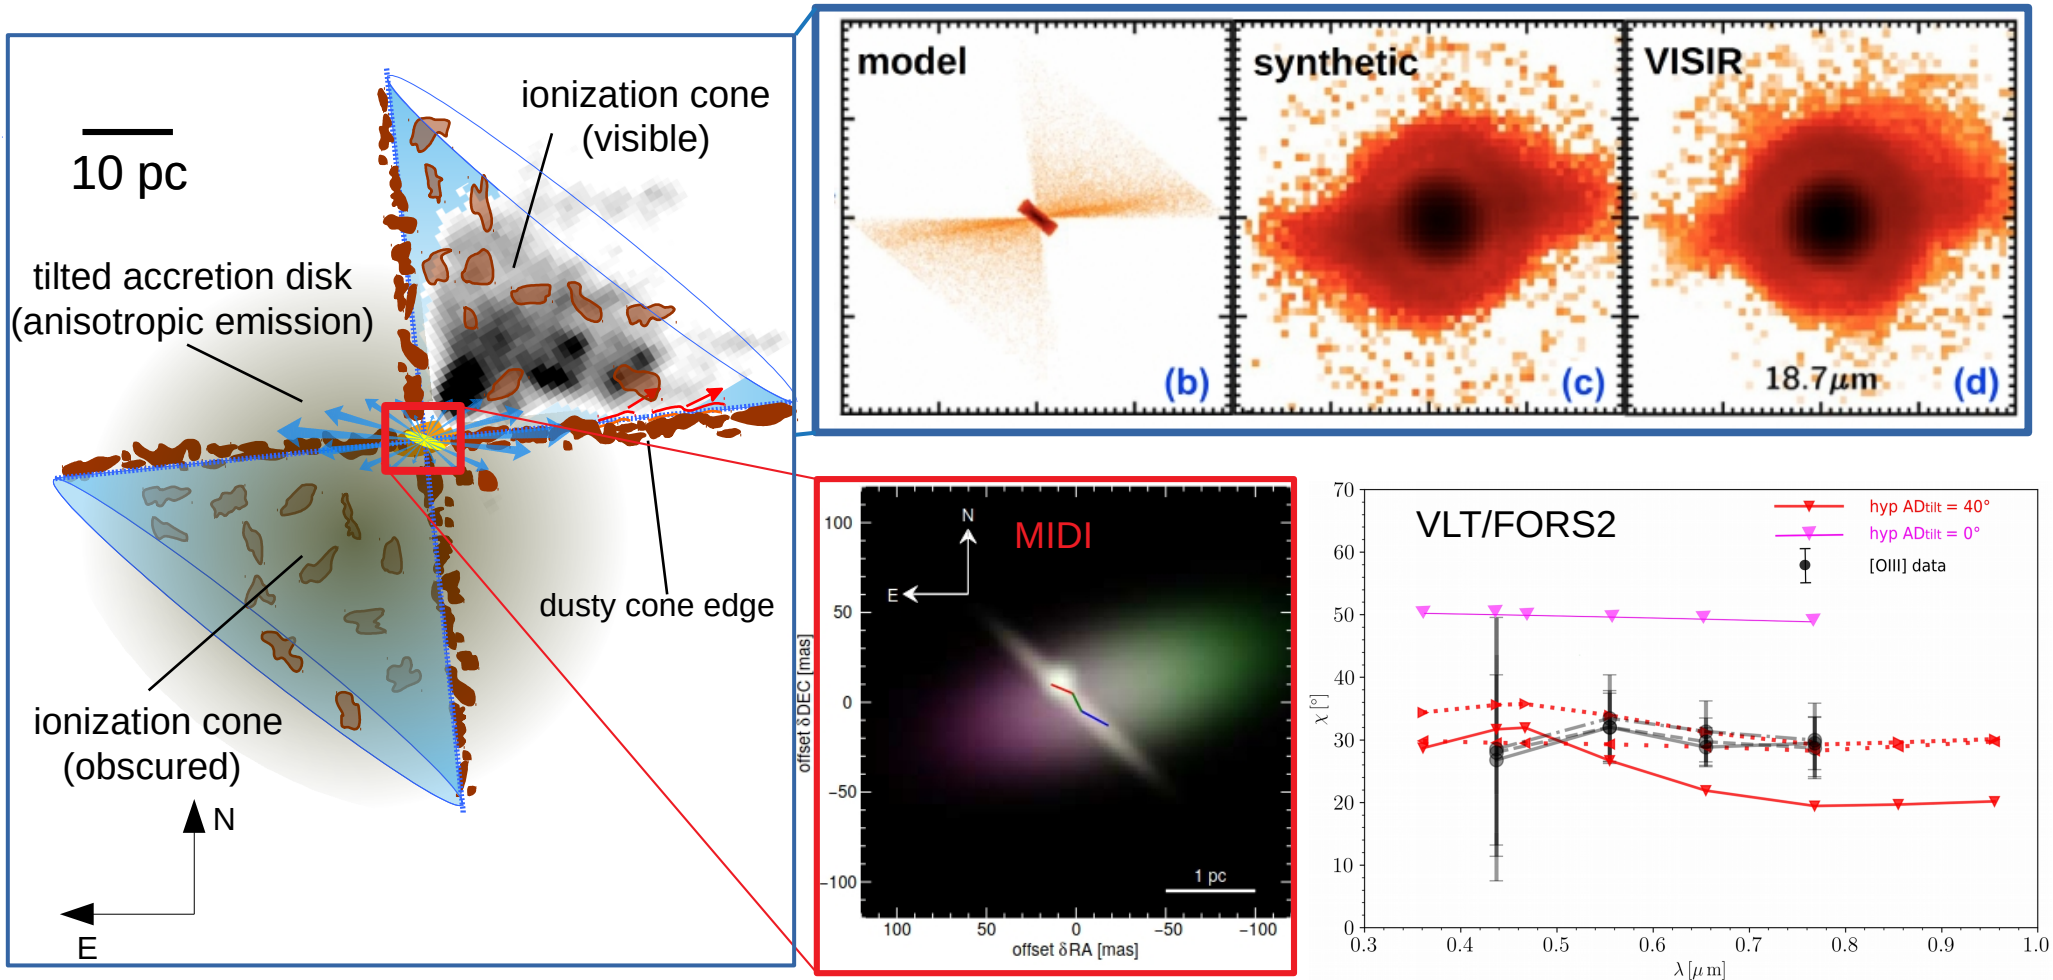 10 pc
ionization cone
(visible)
tilted accretion disk
(anisotropic emission)
dusty cone edge
ionization cone
(obscured)
N
E
model
(b)
synthetic
(c)
VISIR
18.7μm
(d)
MIDI
N
E
1 pc
offset δDEC [mas]
100
50
0
−50
−100
100
50
0
−50
−100
offset δRA [mas]
VLT/FORS2
hyp ADtilt = 40°
hyp ADtilt = 0°
[OIII] data
χ [°]
70
60
50
40
30
20
10
0
0.3
0.4
0.5
0.6
0.7
0.8
0.9
1.0
λ [μm]